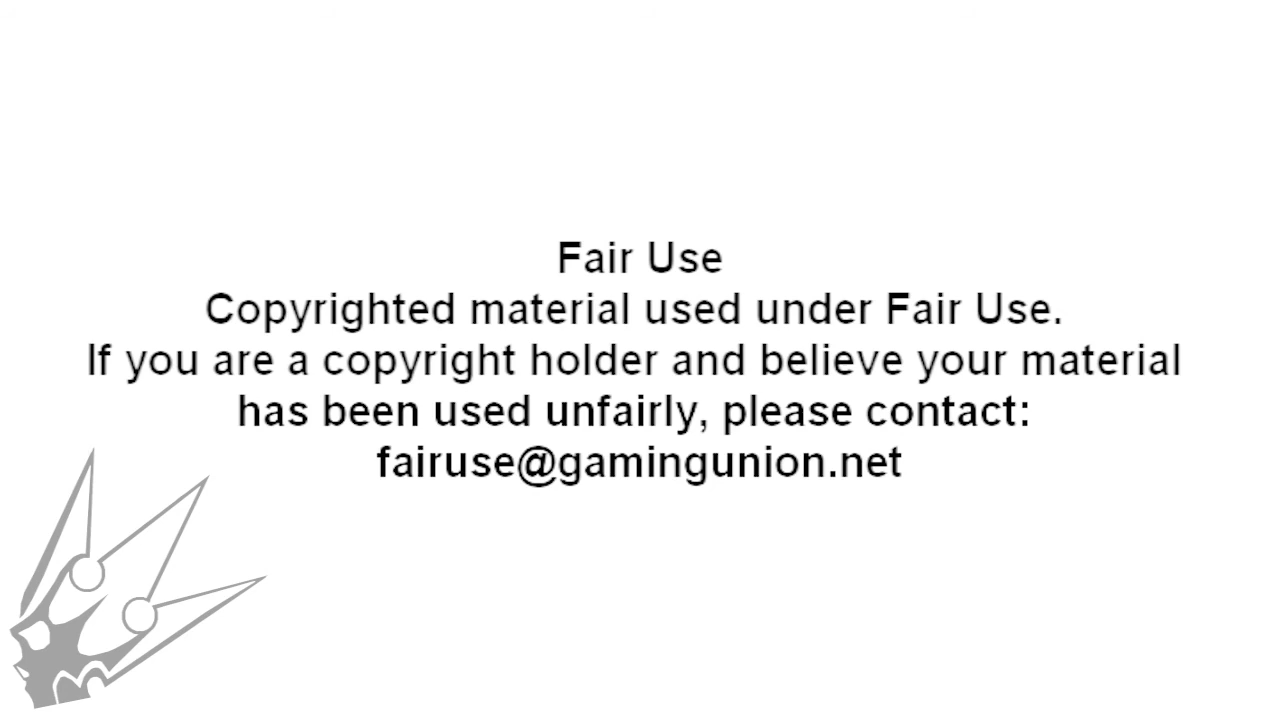 Fair Use
Copyrighted material used under Fair Use.
If you are a copyright holder and believe your material
has been used unfairly, please contact:
fairuse@gamingunion.net